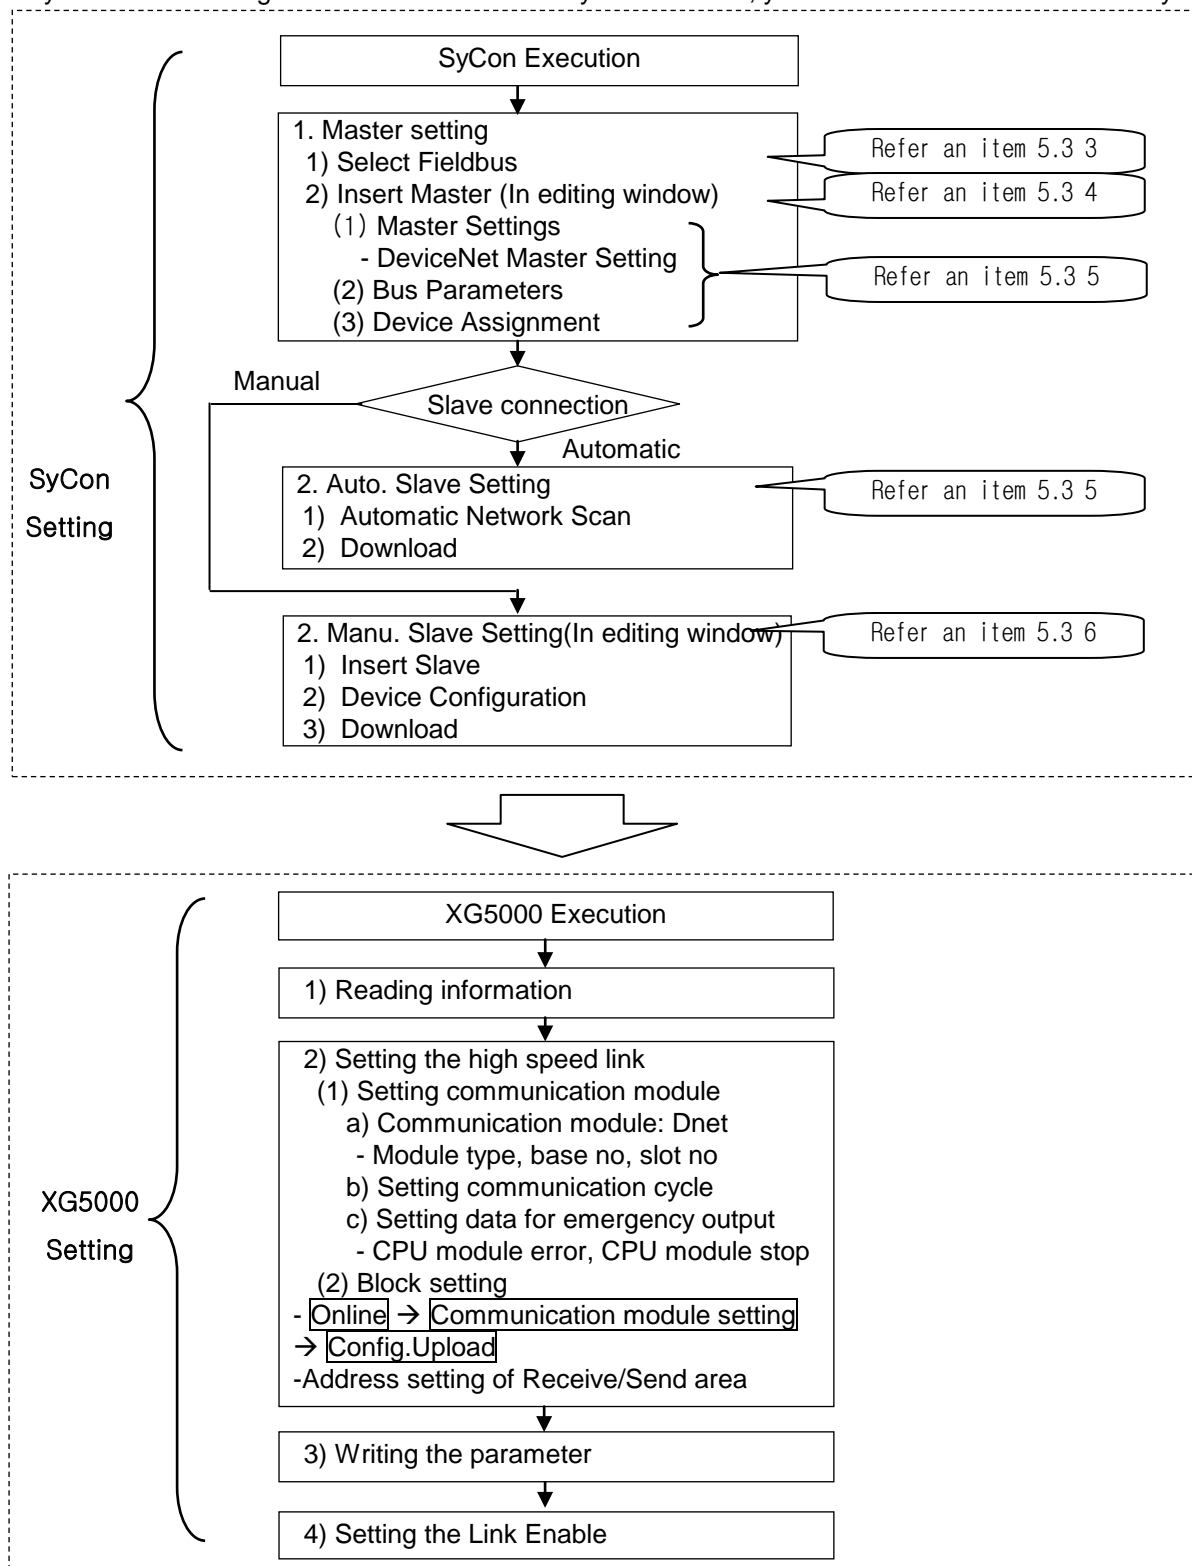 SyCon Execution
1. Master setting
1) Select Fieldbus
2) Insert Master (In editing window)
(1) Master Settings
- DeviceNet Master Setting
(2) Bus Parameters
(3) Device Assignment
Refer an item 5.3 3
Refer an item 5.3 4
Refer an item 5.3 5
Manual
Slave connection
Automatic
SyCon
Setting
2. Auto. Slave Setting
1) Automatic Network Scan
2) Download
Refer an item 5.3 5
2. Manu. Slave Setting(In editing window)
1) Insert Slave
2) Device Configuration
3) Download
Refer an item 5.3 6
XG5000 Execution
1) Reading information
2) Setting the high speed link
(1) Setting communication module
a) Communication module: Dnet
- Module type, base no, slot no
b) Setting communication cycle
c) Setting data for emergency output
- CPU module error, CPU module stop
(2) Block setting
- Online → Communication module setting
→ Config.Upload
-Address setting of Receive/Send area
XG5000
Setting
3) Writing the parameter
4) Setting the Link Enable